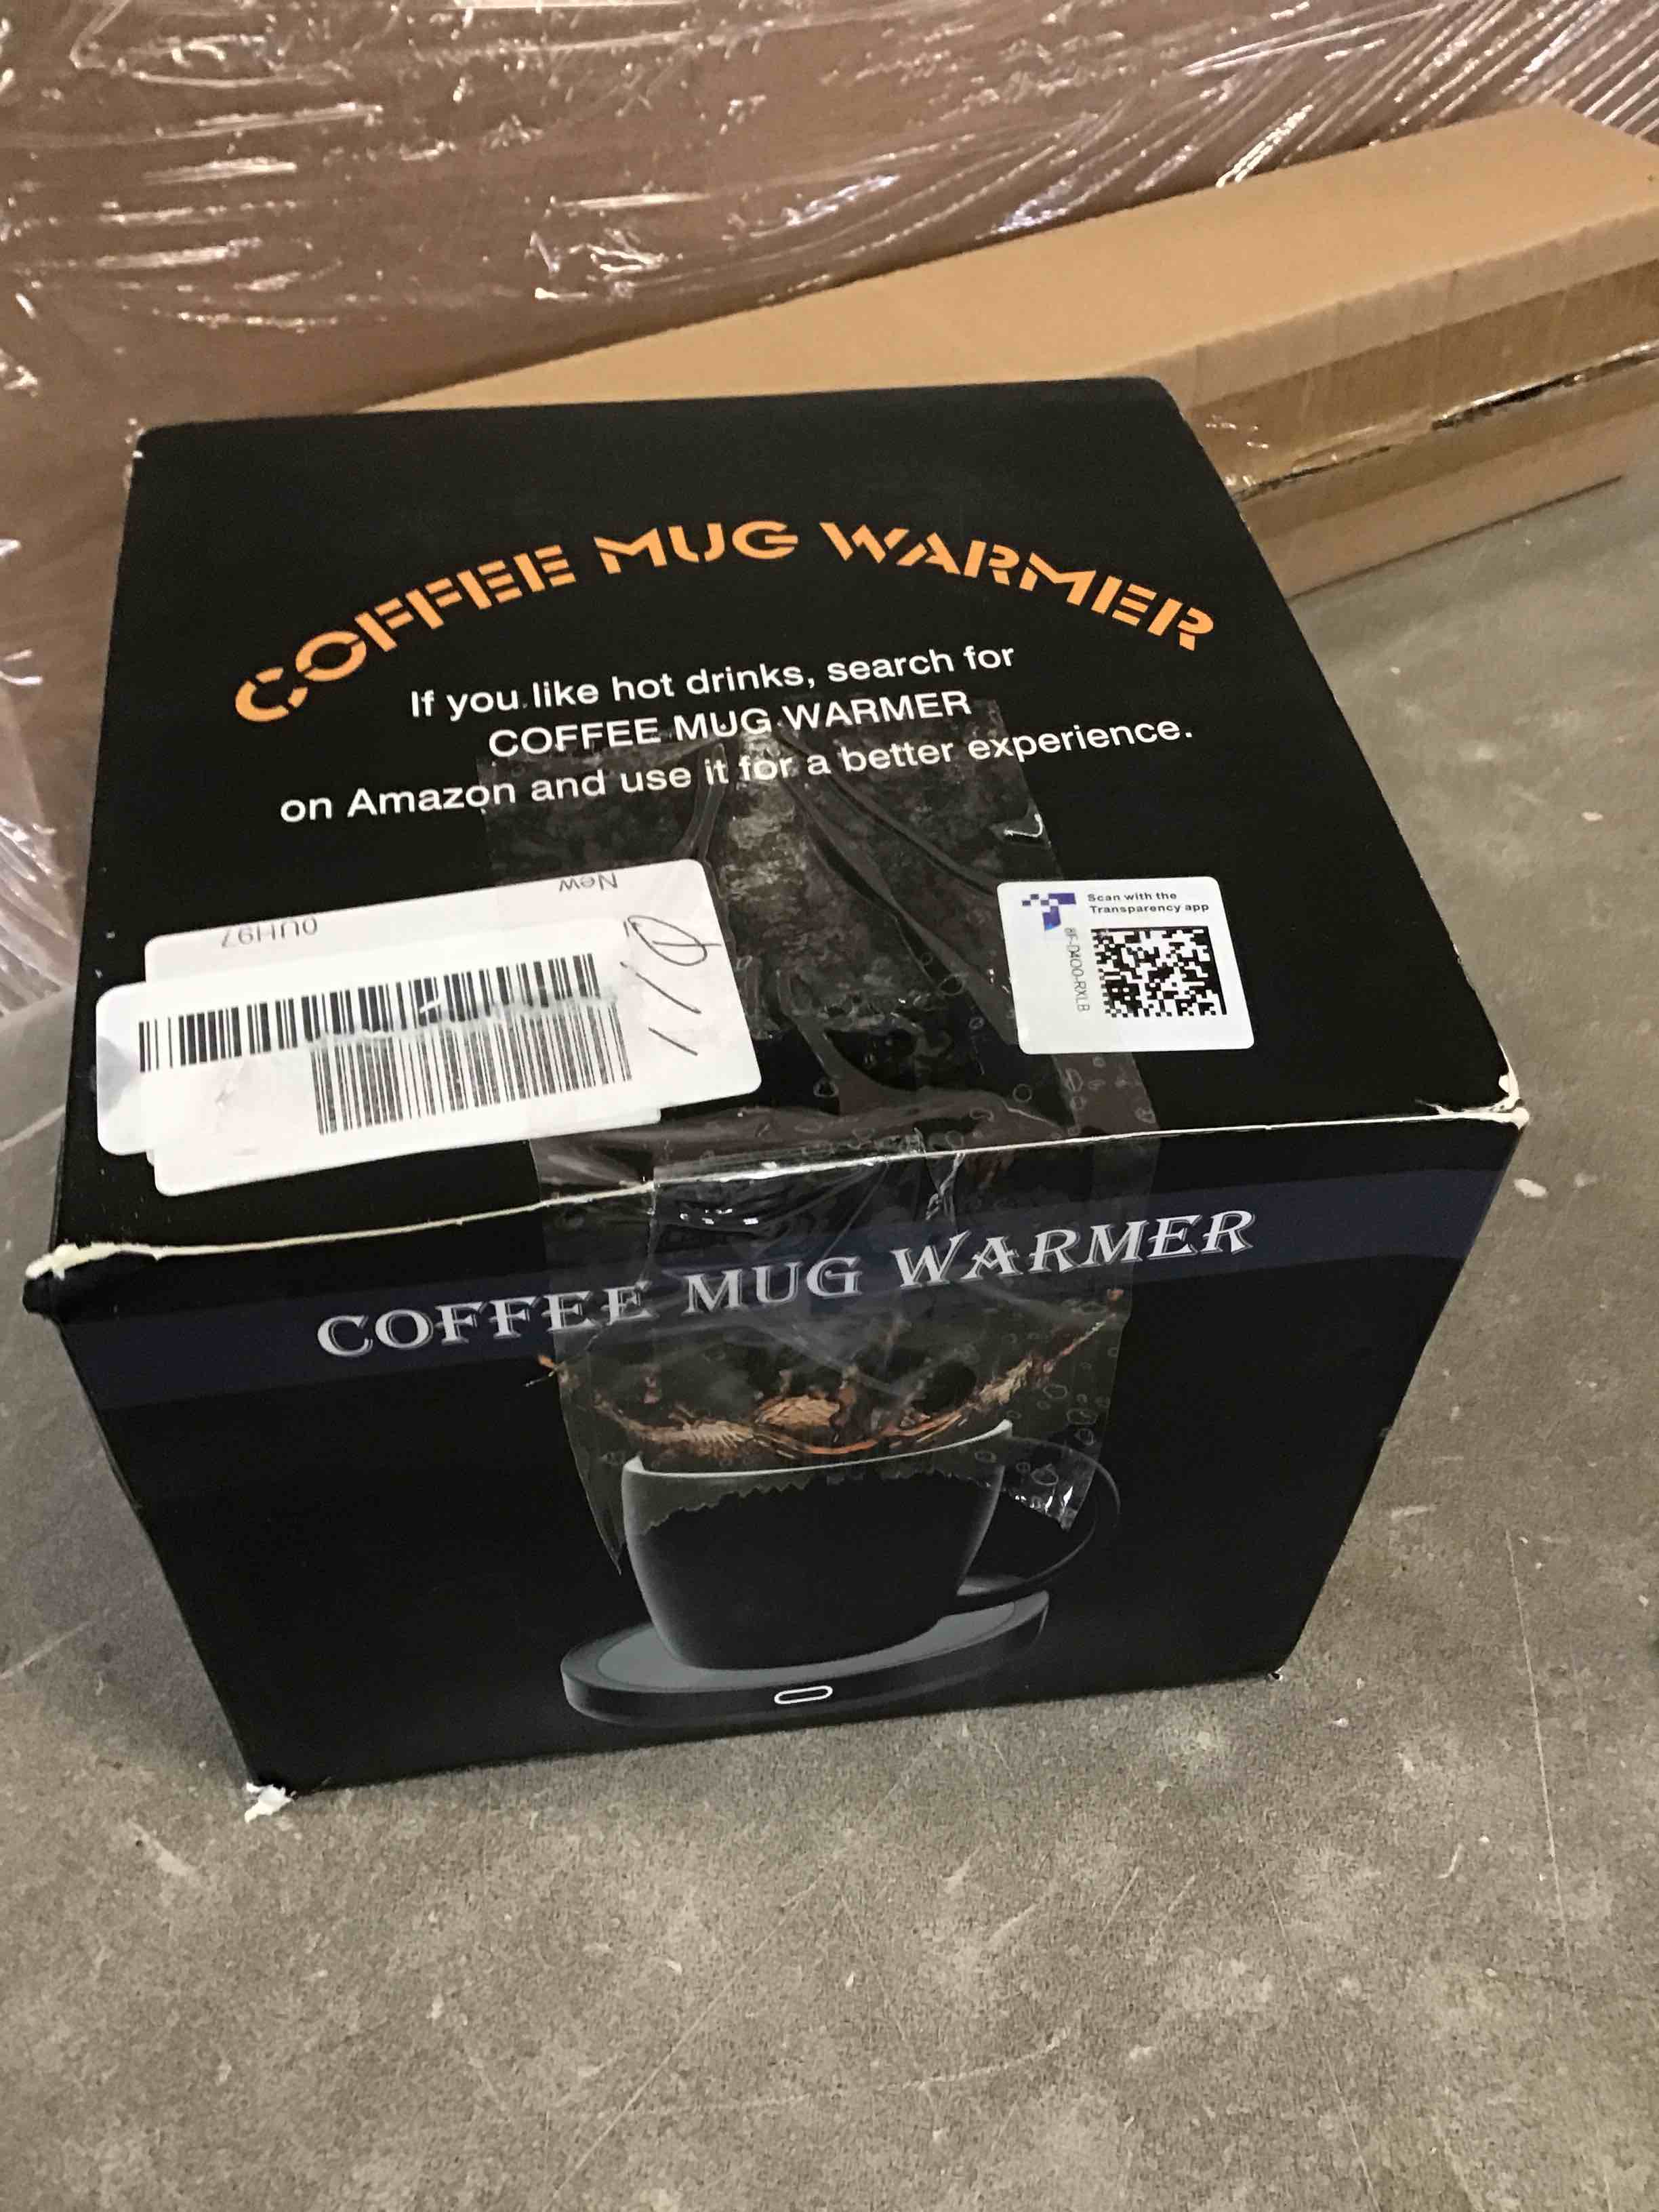 COFFEE MUG WARMER
If you like hot drinks, search for
COFFEE MUG WARMER
on Amazon and use it for a better experience.
New
0UH97
Scan with the
Transparency app
COFFEE MUG WARMER